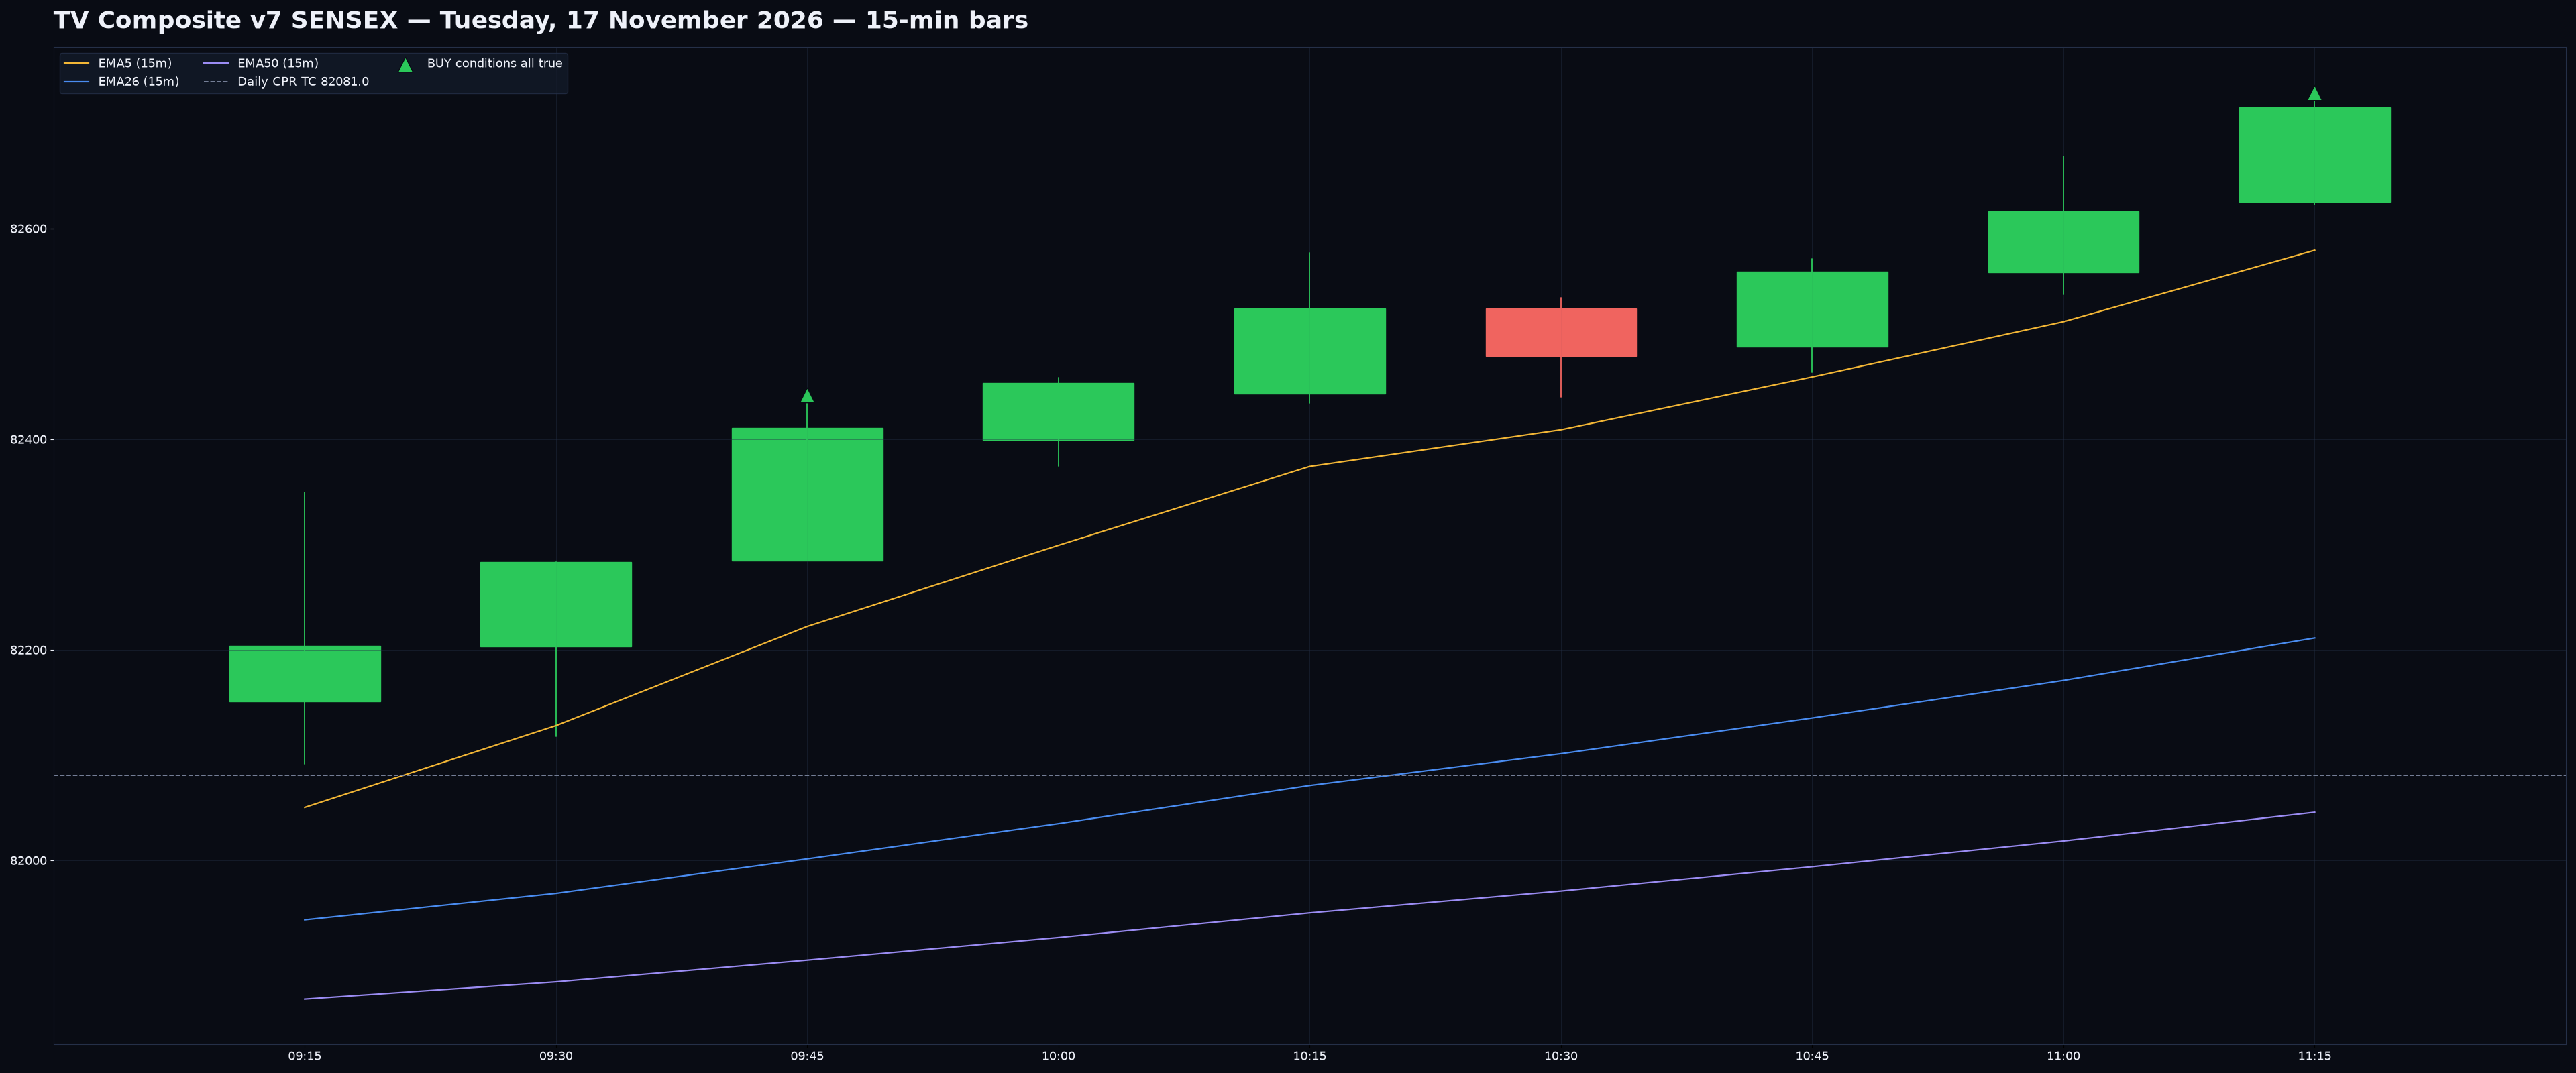 TV Composite v7 SENSEX — Tuesday, 17 November 2026 — 15-min bars
EMA5 (15m) EMA50 (15m) BUY conditions all true
EMA26 (15m) Daily CPR TC 82081.0
82600
82400
82200
82000
09:15 09:30 09:45 10:00 10:15 10:30 10:45 11:00 11:15